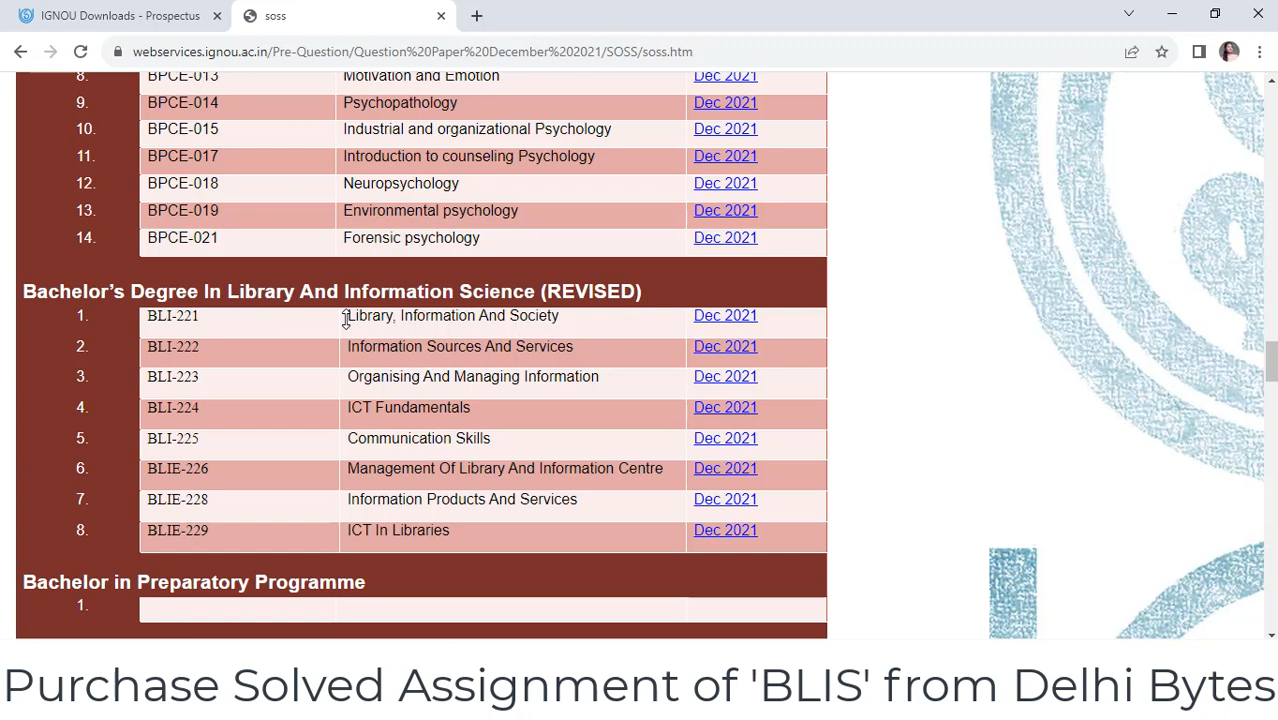 IGNOU Downloads - Prospectus
soss
webservices.ignou.ac.in/Pre-Question/Question%20Paper%20December%202021/SOSS/soss.htm
8. BPCE-013 Motivation and Emotion Dec 2021
9. BPCE-014 Psychopathology Dec 2021
10. BPCE-015 Industrial and organizational Psychology Dec 2021
11. BPCE-017 Introduction to counseling Psychology Dec 2021
12. BPCE-018 Neuropsychology Dec 2021
13. BPCE-019 Environmental psychology Dec 2021
14. BPCE-021 Forensic psychology Dec 2021
Bachelor’s Degree In Library And Information Science (REVISED)
1. BLI-221 Library, Information And Society Dec 2021
2. BLI-222 Information Sources And Services Dec 2021
3. BLI-223 Organising And Managing Information Dec 2021
4. BLI-224 ICT Fundamentals Dec 2021
5. BLI-225 Communication Skills Dec 2021
6. BLIE-226 Management Of Library And Information Centre Dec 2021
7. BLIE-228 Information Products And Services Dec 2021
8. BLIE-229 ICT In Libraries Dec 2021
Bachelor in Preparatory Programme
1.
Purchase Solved Assignment of 'BLIS' from Delhi Bytes